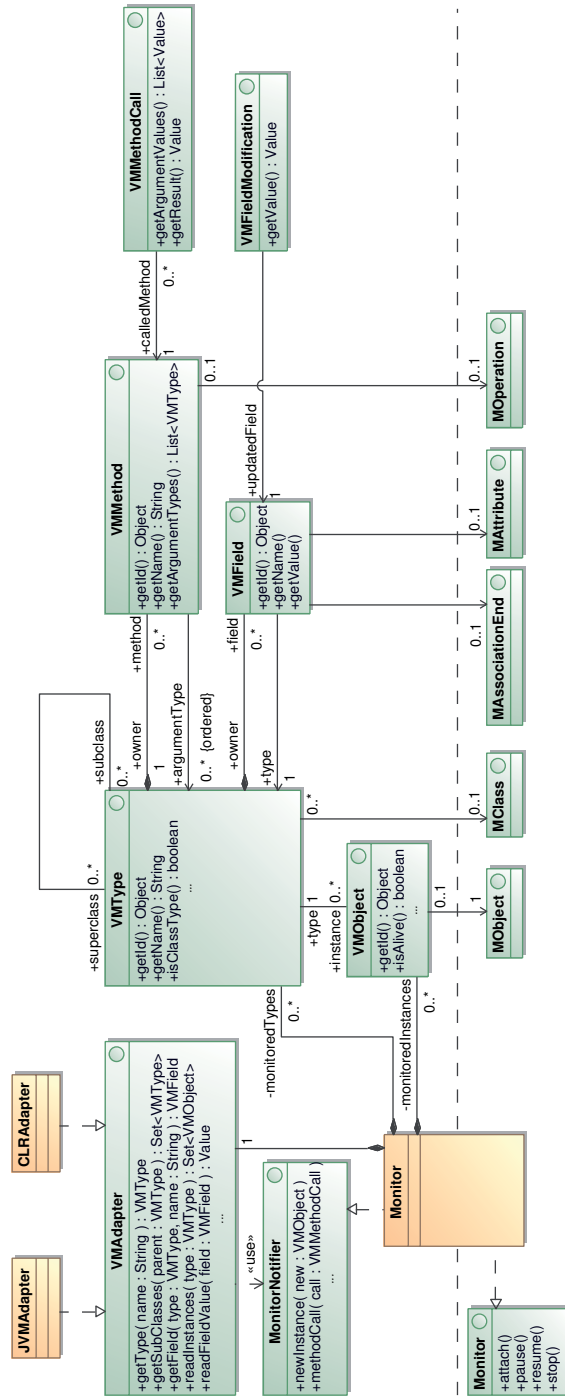 JVMAdapter
CLRAdapter
VMAdapter
+getType( name : String ) : VMType
+getSubClasses( parent : VMType ) : Set<VMType>
+getField( type : VMType, name : String ) : VMField
+readInstances( type : VMType ) : Set<VMObject>
+readFieldValue( field : VMField ) : Value
...
«use»
1
MonitorNotifier
+newInstance( new : VMObject )
+methodCall( call : VMMethodCall )
...
Monitor
Monitor
+attach()
+pause()
+resume()
+stop()
-monitoredTypes
0..*
-monitoredInstances
0..*
VMType
+getId() : Object
+getName() : String
+isClassType() : boolean
...
+superclass
0..*
+subclass
0..*
+type
1
+instance
0..*
VMObject
+getId() : Object
+isAlive() : boolean
...
0..1
1
MObject
0..*
0..1
MClass
+owner
1
+method
0..*
+argumentType
0..* {ordered}
+owner
1
+field
0..*
+type
1
VMMethod
+getId() : Object
+getName() : String
+getArgumentTypes() : List<VMType>
VMField
+getId() : Object
+getName()
+getValue()
0..1
MAssociationEnd
0..1
MAttribute
0..1
0..1
MOperation
+calledMethod
1
0..*
VMMethodCall
+getArgumentValues() : List<Value>
+getResult() : Value
+updatedField
1
VMFieldModification
+getValue() : Value